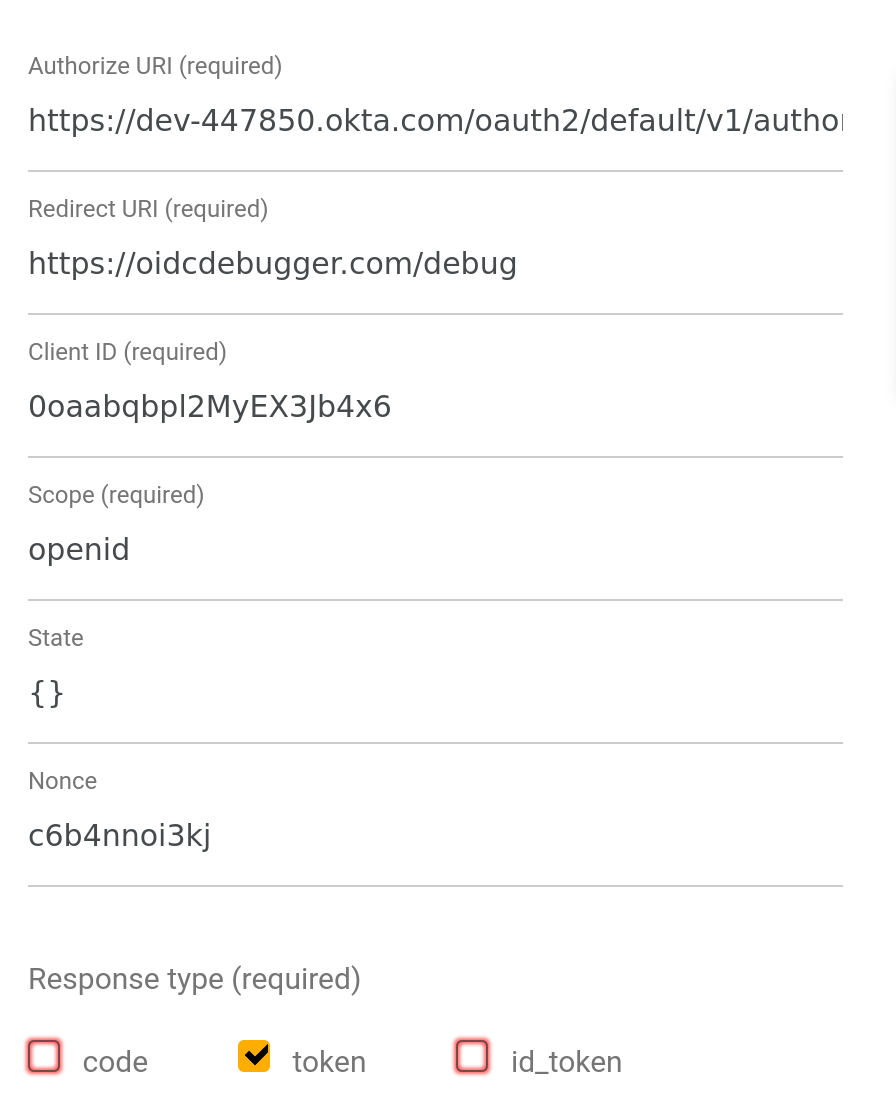 Authorize URI (required)
https://dev-447850.okta.com/oauth2/default/v1/author
Redirect URI (required)
https://oidcdebugger.com/debug
Client ID (required)
0oaabqbpl2MyEX3Jb4x6
Scope (required)
openid
State
{}
Nonce
c6b4nnoi3kj
Response type (required)
code token id_token